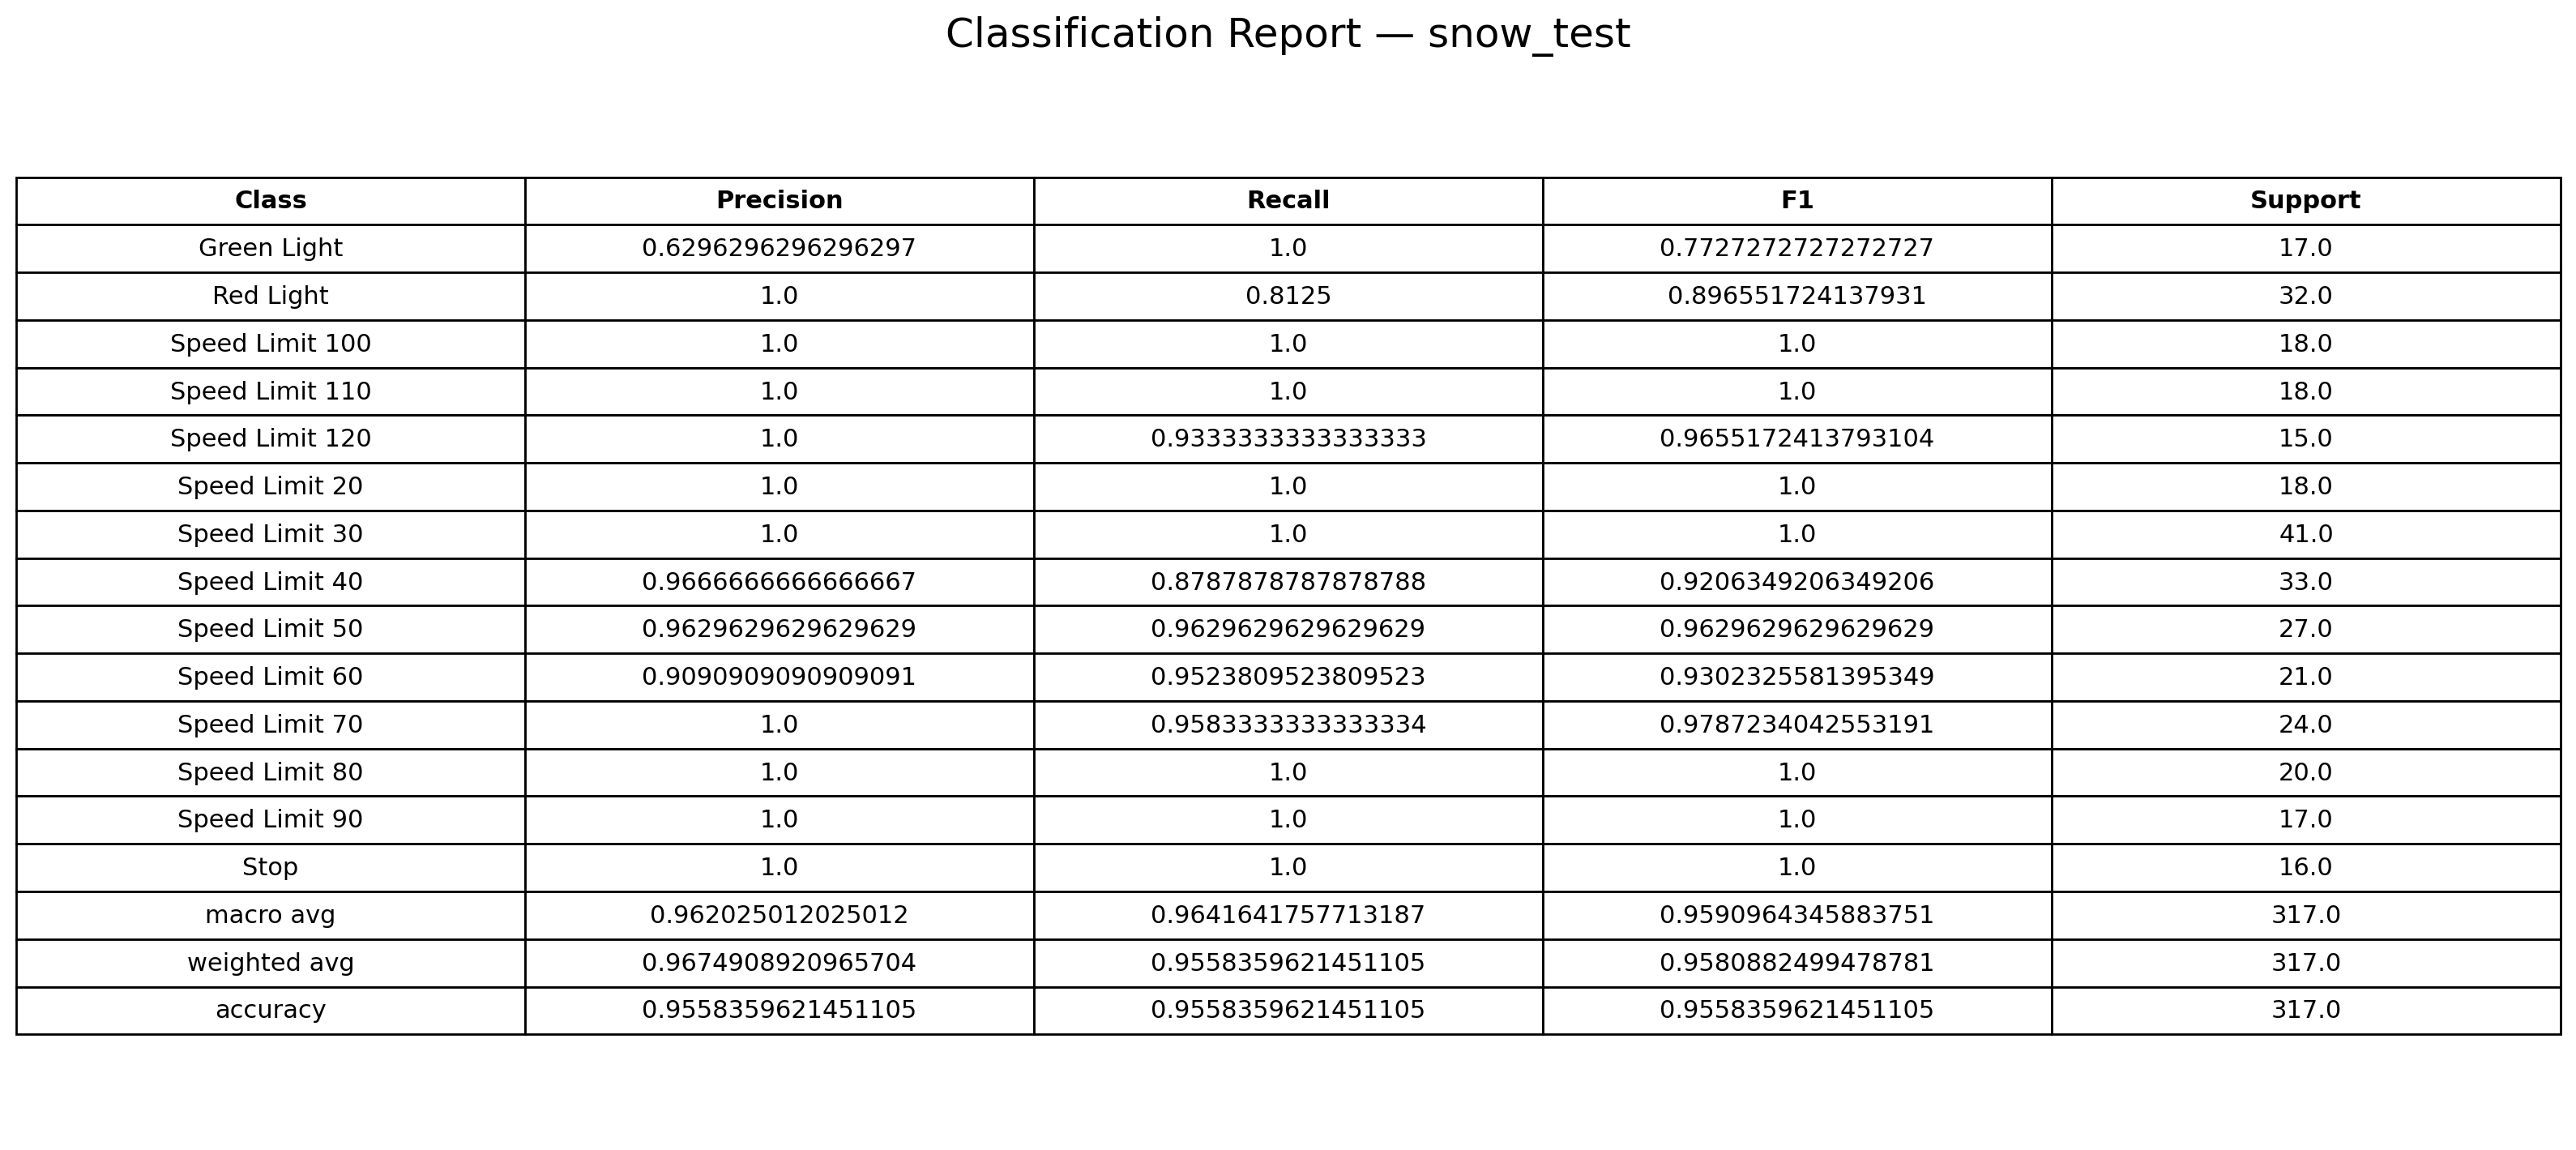 Classification Report — snow_test
Class Precision Recall F1 Support
Green Light 0.6296296296296297 1.0 0.7727272727272727 17.0
Red Light 1.0 0.8125 0.896551724137931 32.0
Speed Limit 100 1.0 1.0 1.0 18.0
Speed Limit 110 1.0 1.0 1.0 18.0
Speed Limit 120 1.0 0.9333333333333333 0.9655172413793104 15.0
Speed Limit 20 1.0 1.0 1.0 18.0
Speed Limit 30 1.0 1.0 1.0 41.0
Speed Limit 40 0.9666666666666667 0.8787878787878788 0.9206349206349206 33.0
Speed Limit 50 0.9629629629629629 0.9629629629629629 0.9629629629629629 27.0
Speed Limit 60 0.9090909090909091 0.9523809523809523 0.9302325581395349 21.0
Speed Limit 70 1.0 0.9583333333333334 0.9787234042553191 24.0
Speed Limit 80 1.0 1.0 1.0 20.0
Speed Limit 90 1.0 1.0 1.0 17.0
Stop 1.0 1.0 1.0 16.0
macro avg 0.962025012025012 0.9641641757713187 0.9590964345883751 317.0
weighted avg 0.9674908920965704 0.9558359621451105 0.9580882499478781 317.0
accuracy 0.9558359621451105 0.9558359621451105 0.9558359621451105 317.0